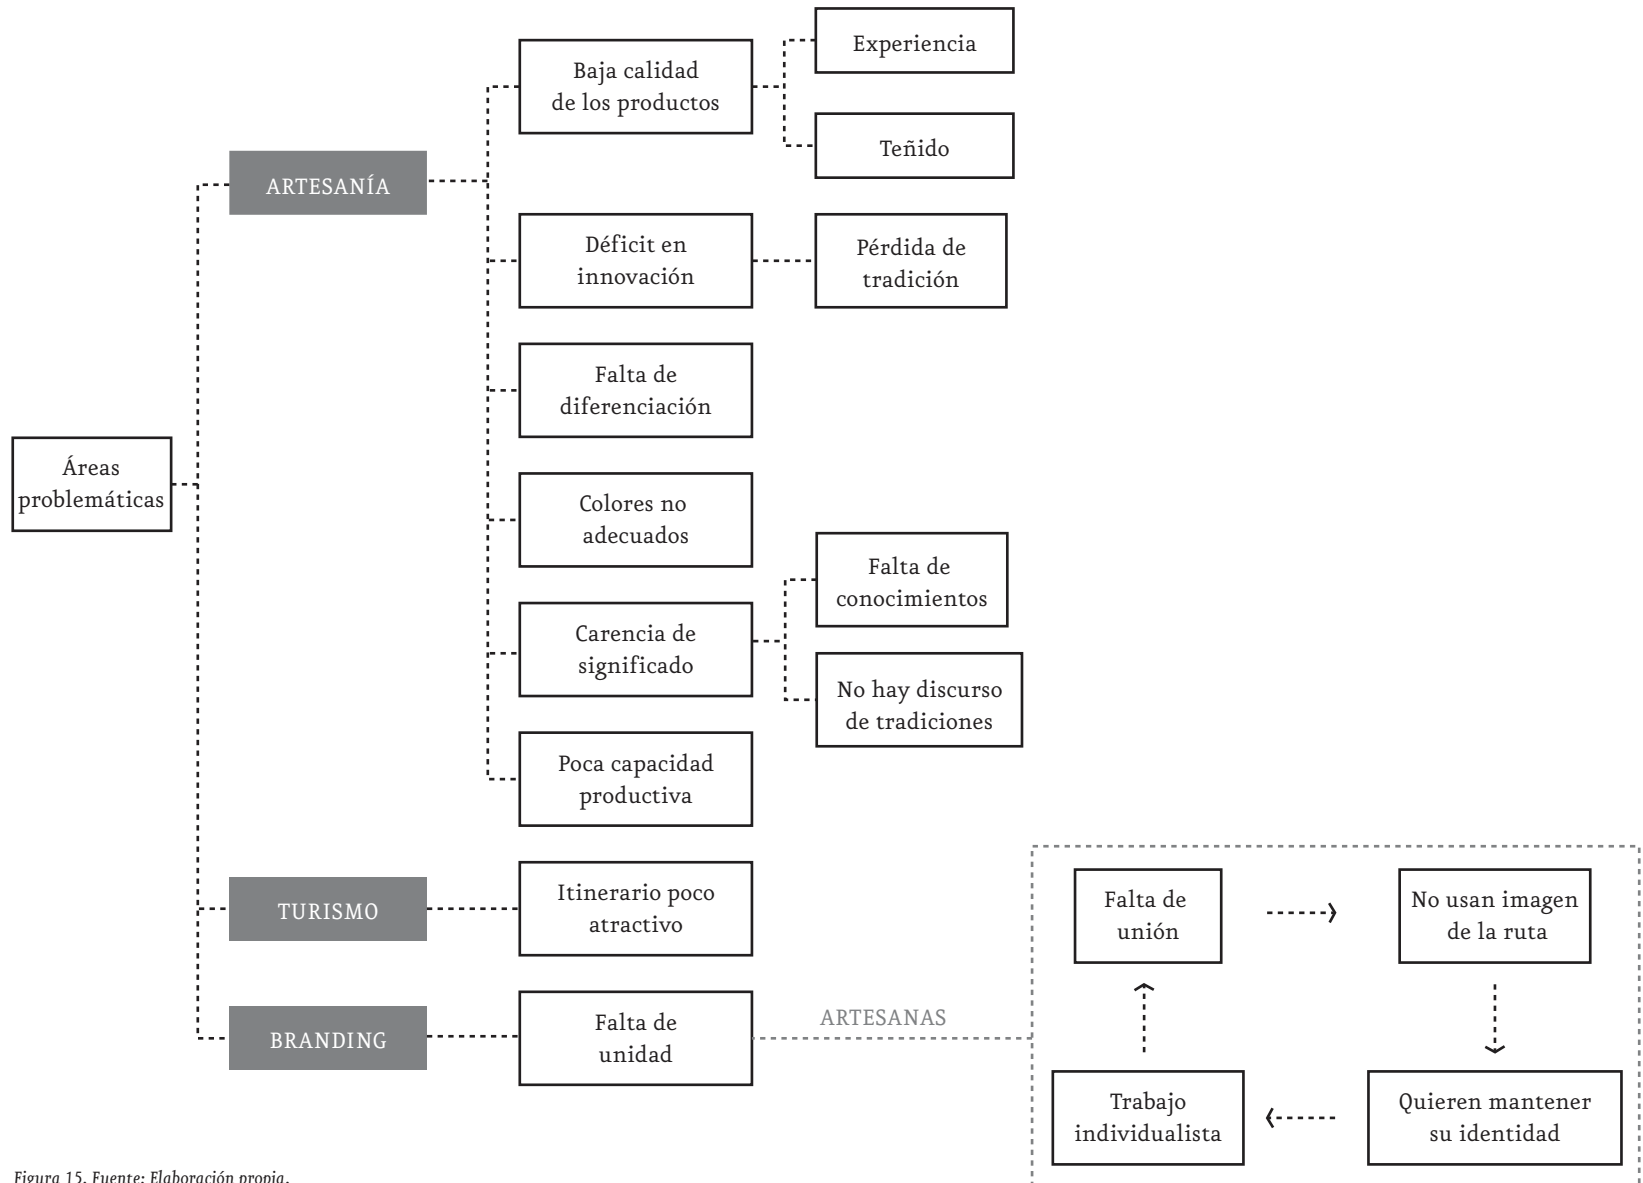 Áreas
problemáticas
ARTESANÍA
Baja calidad
de los productos
Experiencia
Teñido
Déficit en
innovación
Pérdida de
tradición
Falta de
diferenciación
Colores no
adecuados
Carencia de
significado
Falta de
conocimientos
No hay discurso
de tradiciones
Poca capacidad
productiva
TURISMO
Itinerario poco
atractivo
BRANDING
Falta de
unidad
ARTESANAS
Falta de
unión
No usan imagen
de la ruta
Quieren mantener
su identidad
Trabajo
individualista
Figura 15. Fuente: Elaboración propia.